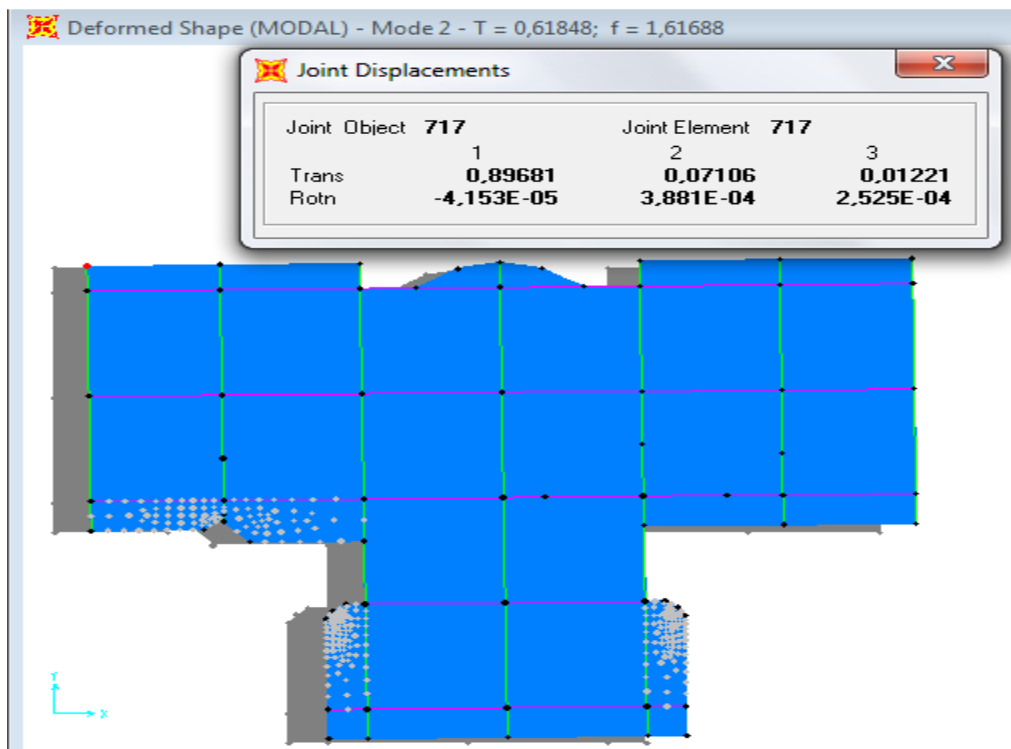 Deformed Shape (MODAL) - Mode 2 - T = 0,61848; f = 1,61688
Joint Displacements
Joint Object 717 Joint Element 717
1 2 3
Trans 0,89681 0,07106 0,01221
Rotn -4,153E-05 3,881E-04 2,525E-04
Y
X